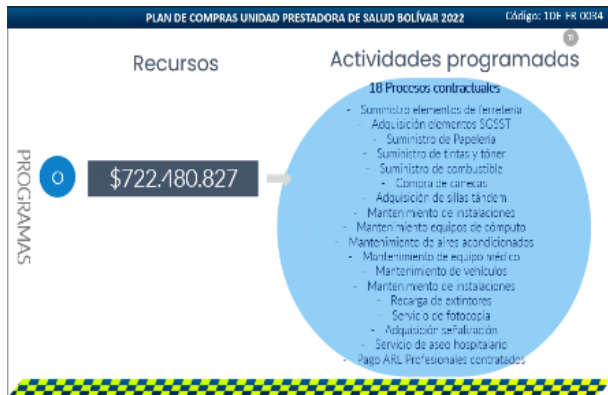 PLAN DE COMPRAS UNIDAD PRESTADORA DE SALUD BOLÍVAR 2022
Código: 1DE-FR-0034
Recursos
Actividades programadas
18 Procesos contractuales
- Suministro elementos de ferretería
- Adquisición elementos SGSST
- Suministro de Papelería
- Suministro de tintas y tóner
- Suministro de combustible
- Compra de canecas
- Adquisición de sillas tándem
- Mantenimiento de instalaciones
- Mantenimiento equipos de cómputo
- Mantenimiento de aires acondicionados
- Mantenimiento de equipo médico
- Mantenimiento de vehículos
- Mantenimiento de instalaciones
- Recarga de extintores
- Servicio de fotocopia
- Adquisición señalización
- Servicio de aseo hospitalario
- Pago ARL Profesionales contratados
PROGRAMAS
O
$722.480.827